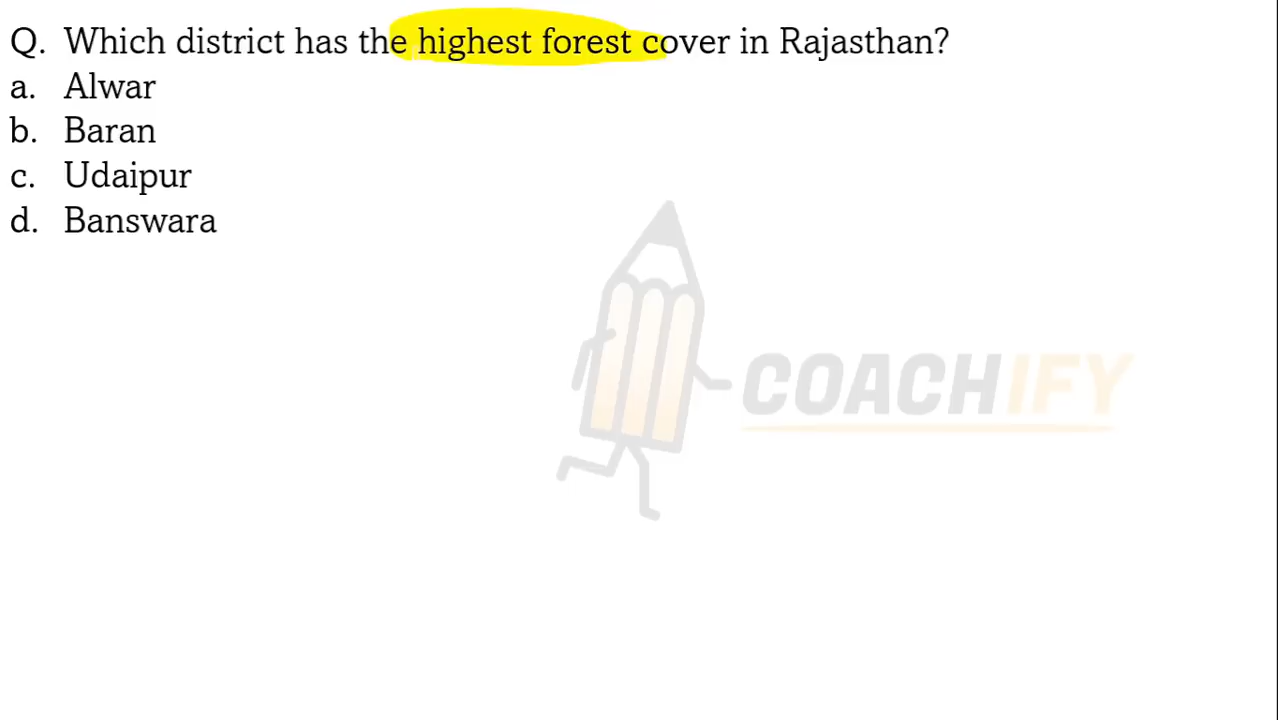 Q. Which district has the highest forest cover in Rajasthan?
a. Alwar
b. Baran
c. Udaipur
d. Banswara
COACHIFY